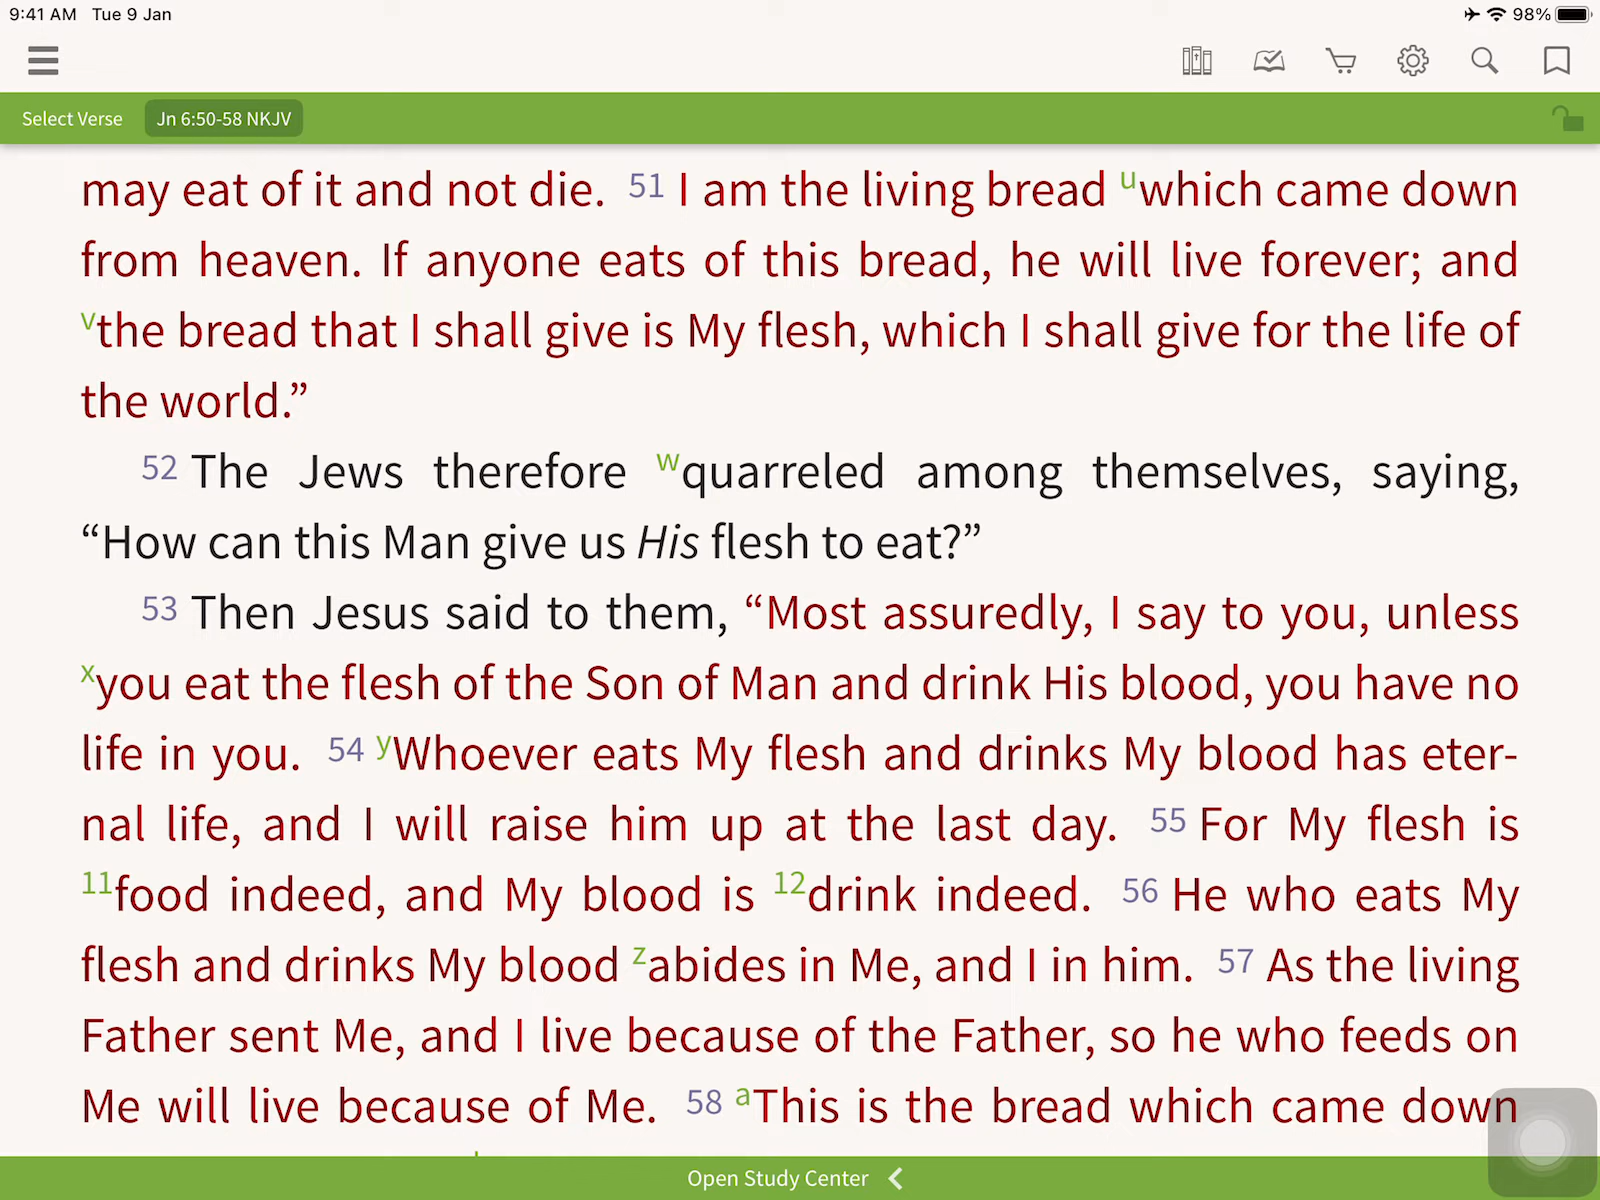 9:41 AM Tue 9 Jan 98%
Select Verse Jn 6:50-58 NKJV
may eat of it and not die. 51 I am the living bread uwhich came down
from heaven. If anyone eats of this bread, he will live forever; and
vthe bread that I shall give is My flesh, which I shall give for the life of
the world.”
52 The Jews therefore wquarreled among themselves, saying,
“How can this Man give us His flesh to eat?”
53 Then Jesus said to them, “Most assuredly, I say to you, unless
xyou eat the flesh of the Son of Man and drink His blood, you have no
life in you. 54 yWhoever eats My flesh and drinks My blood has eter-
nal life, and I will raise him up at the last day. 55 For My flesh is
11food indeed, and My blood is 12drink indeed. 56 He who eats My
flesh and drinks My blood zabides in Me, and I in him. 57 As the living
Father sent Me, and I live because of the Father, so he who feeds on
Me will live because of Me. 58 aThis is the bread which came down
Open Study Center